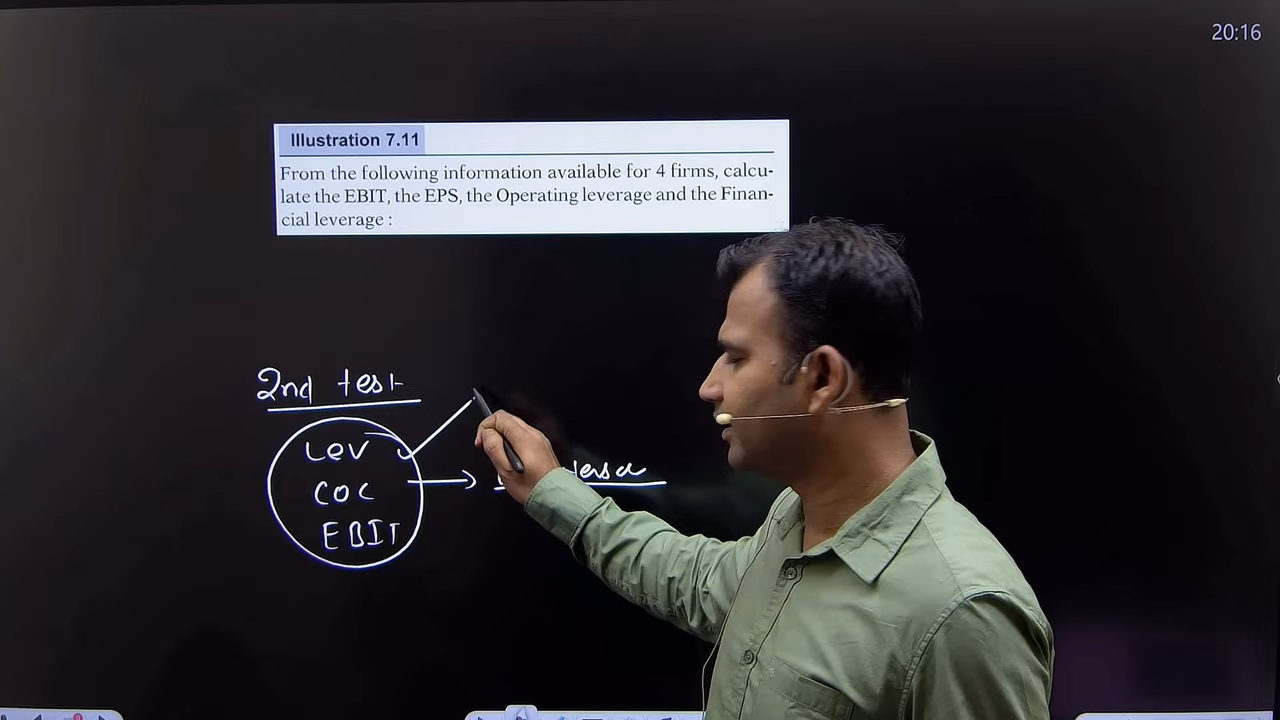 20:16
Illustration 7.11
From the following information available for 4 firms, calcu-
late the EBIT, the EPS, the Operating leverage and the Finan-
cial leverage :
2nd test
Lev
COC
EBIT